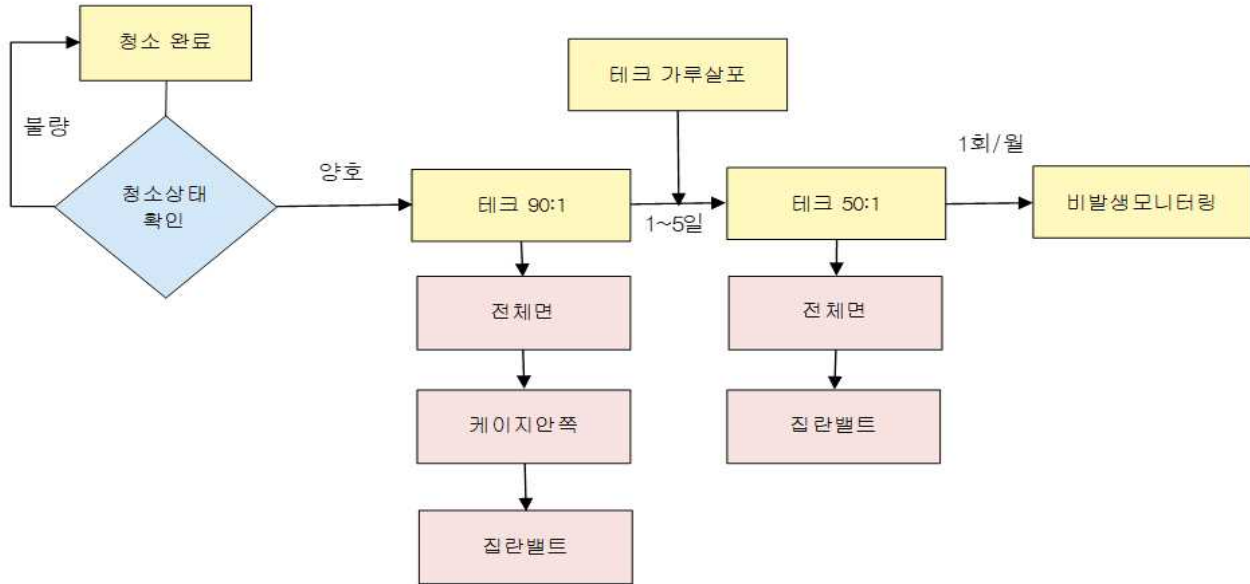 청소 완료
테크 가루살포
불량
1회/월
양호
청소상태
확인
테크 90:1
1~5일
테크 50:1
비발생모니터링
전체면
전체면
케이지안쪽
집란밸트
집란밸트